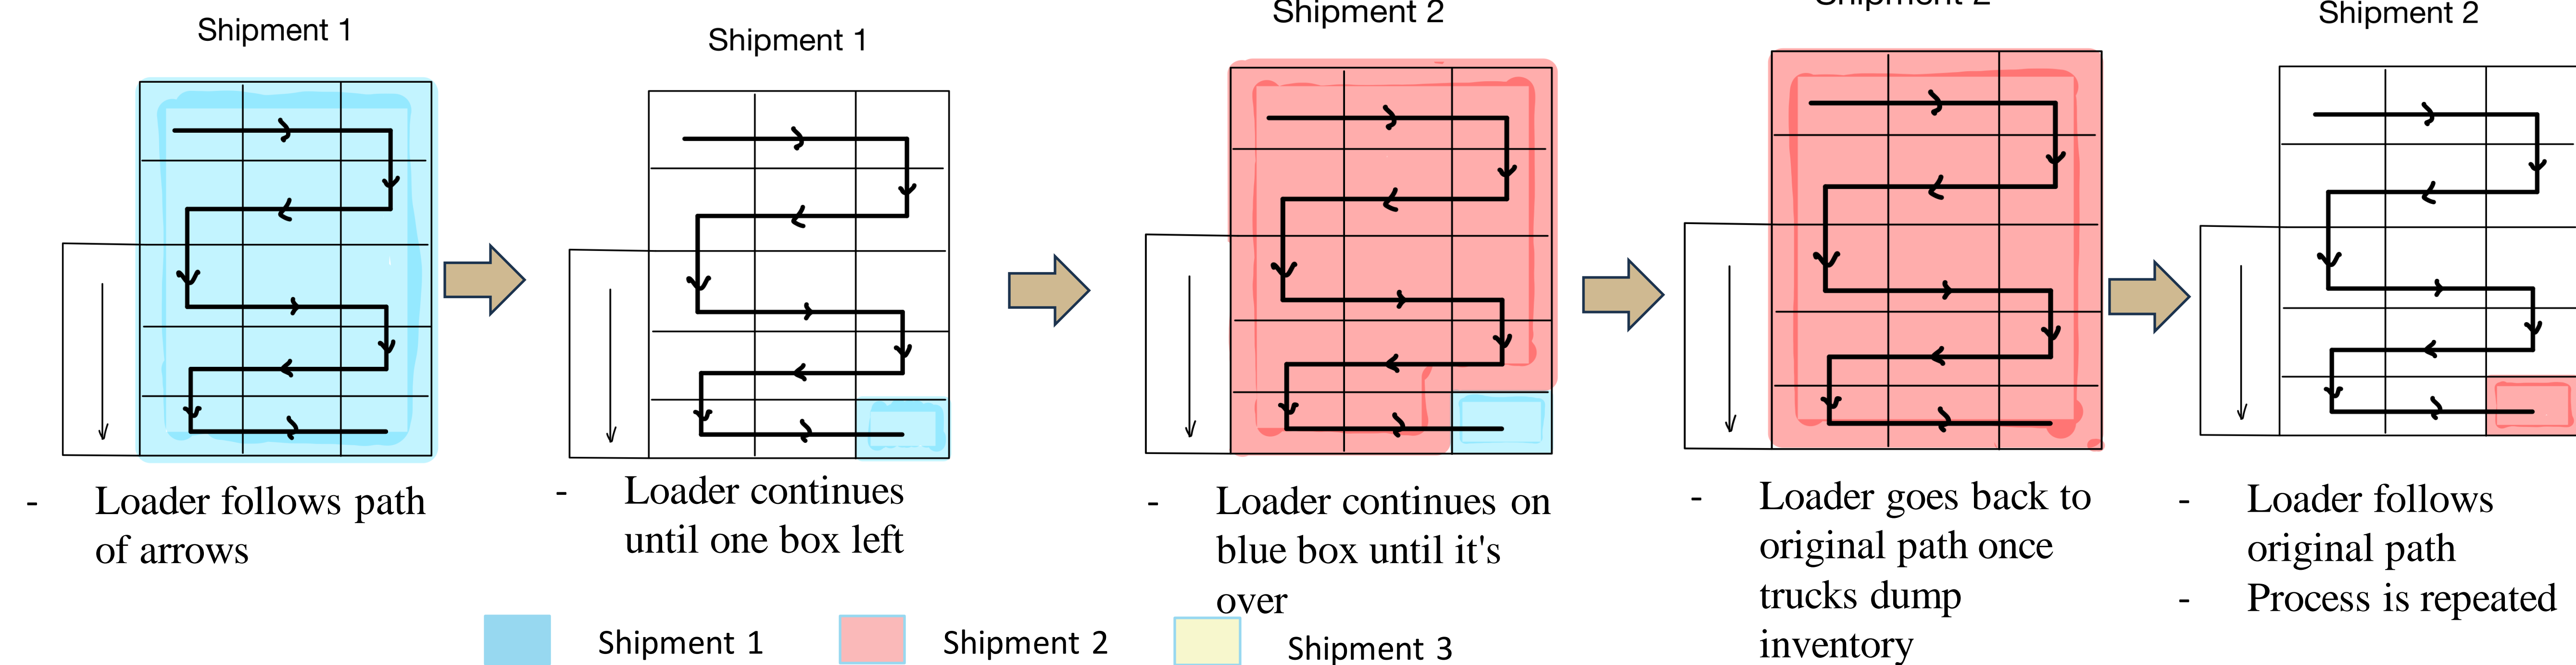 Shipment 1
Shipment 1
Shipment 2
Shipment 2
Shipment 2
- Loader follows path
of arrows
- Loader continues
until one box left
- Loader continues on
blue box until it's
over
- Loader goes back to
original path once
trucks dump
inventory
- Loader follows
original path
- Process is repeated
Shipment 1
Shipment 2
Shipment 3